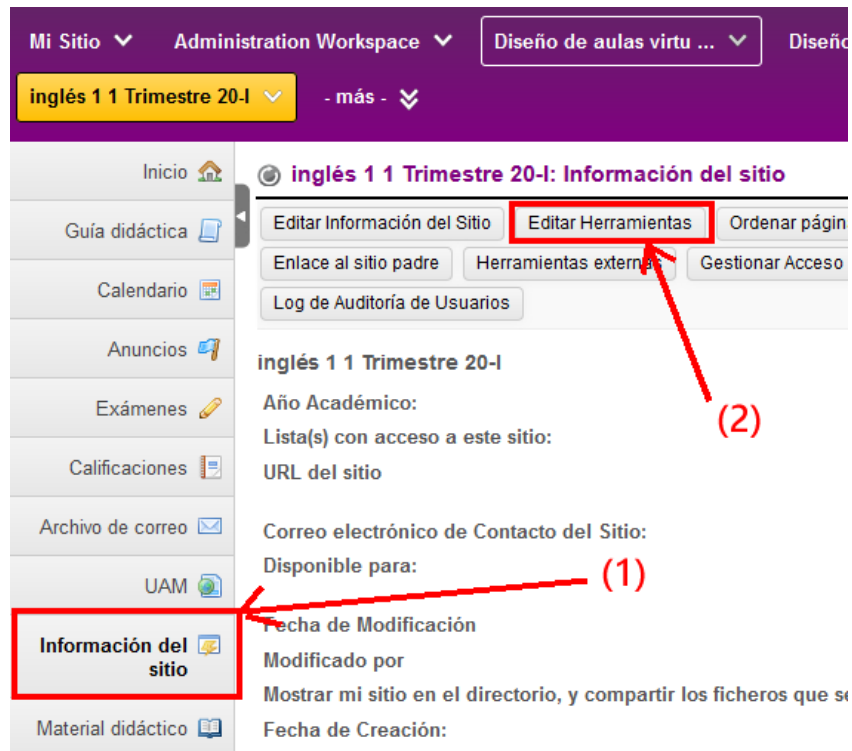 Mi Sitio Administration Workspace Diseño de aulas virtu ... Diseño
inglés 1 1 Trimestre 20-I - más -
Inicio
Guía didáctica
Calendario
Anuncios
Exámenes
Calificaciones
Archivo de correo
UAM
Información del
sitio
Material didáctico
inglés 1 1 Trimestre 20-I: Información del sitio
Editar Información del Sitio Editar Herramientas Ordenar págin
Enlace al sitio padre Herramientas externas Gestionar Acceso
Log de Auditoría de Usuarios
inglés 1 1 Trimestre 20-I
Año Académico:
Lista(s) con acceso a este sitio:
URL del sitio
Correo electrónico de Contacto del Sitio:
Disponible para:
Fecha de Modificación
Modificado por
Mostrar mi sitio en el directorio, y compartir los ficheros que se
Fecha de Creación:
(2)
(1)